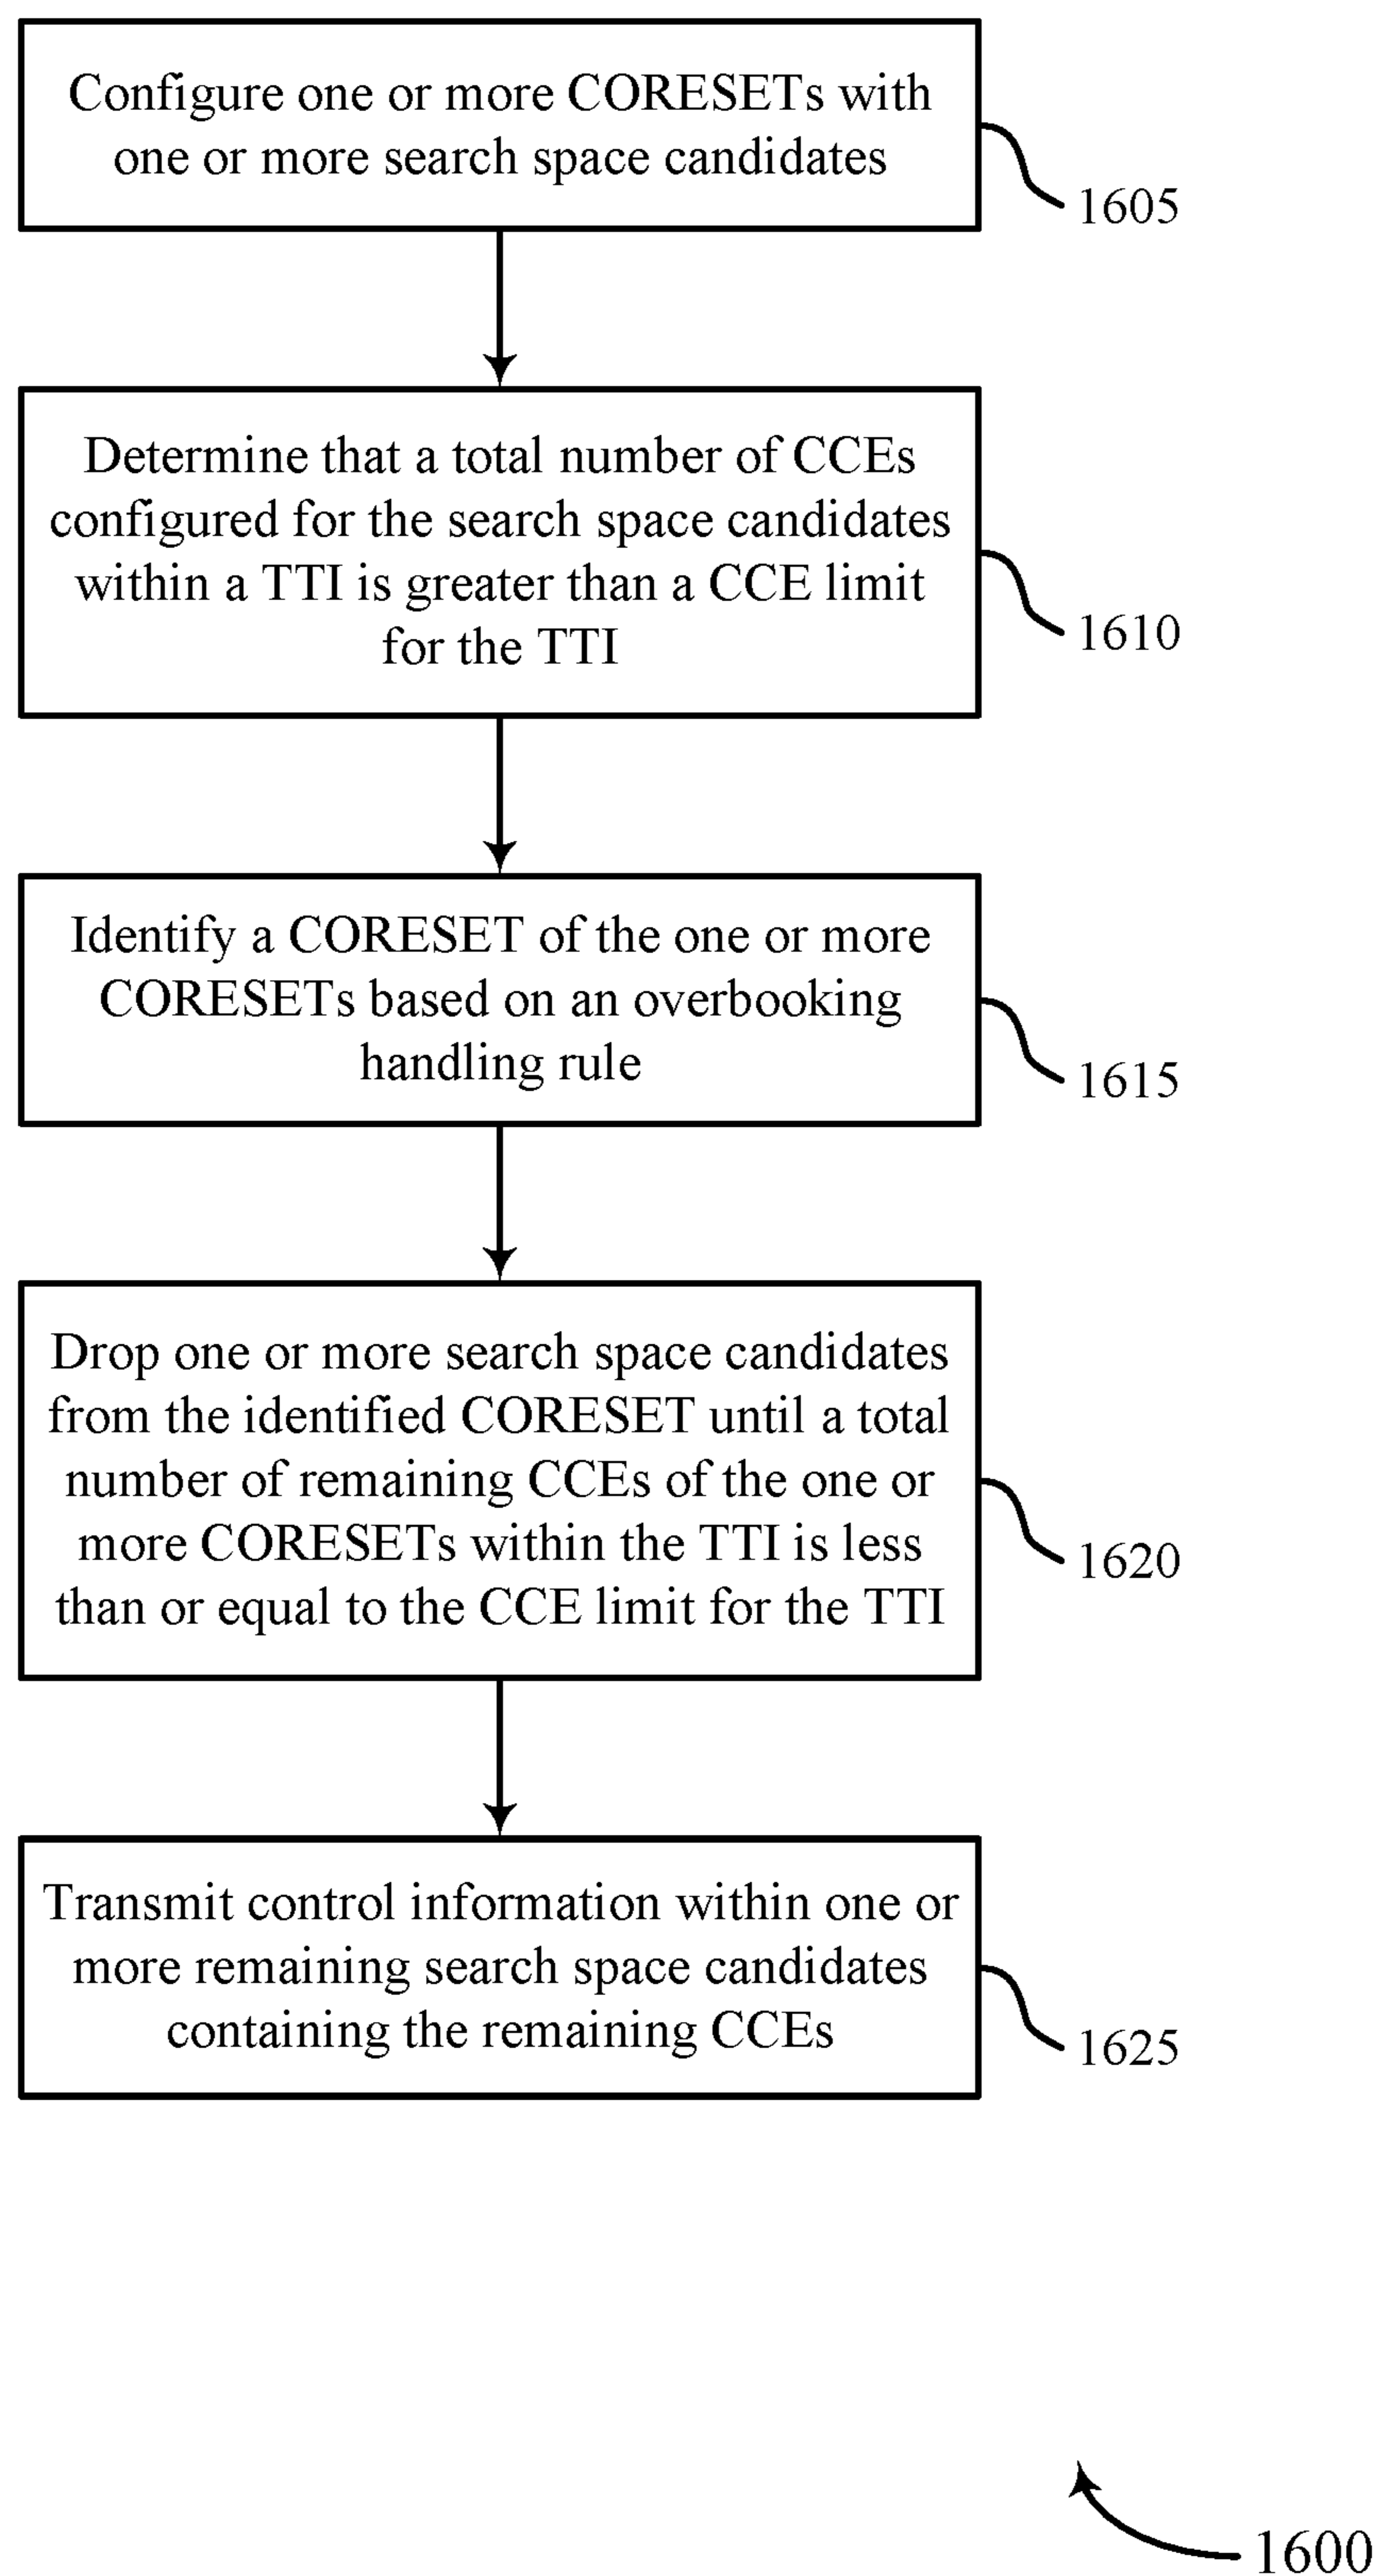 Configure one or more CORESETs with
one or more search space candidates
1605
Determine that a total number of CCEs
configured for the search space candidates
within a TTI is greater than a CCE limit
for the TTI
1610
Identify a CORESET of the one or more
CORESETs based on an overbooking
handling rule
1615
Drop one or more search space candidates
from the identified CORESET until a total
number of remaining CCEs of the one or
more CORESETs within the TTI is less
than or equal to the CCE limit for the TTI
1620
Transmit control information within one or
more remaining search space candidates
containing the remaining CCEs
1625
1600